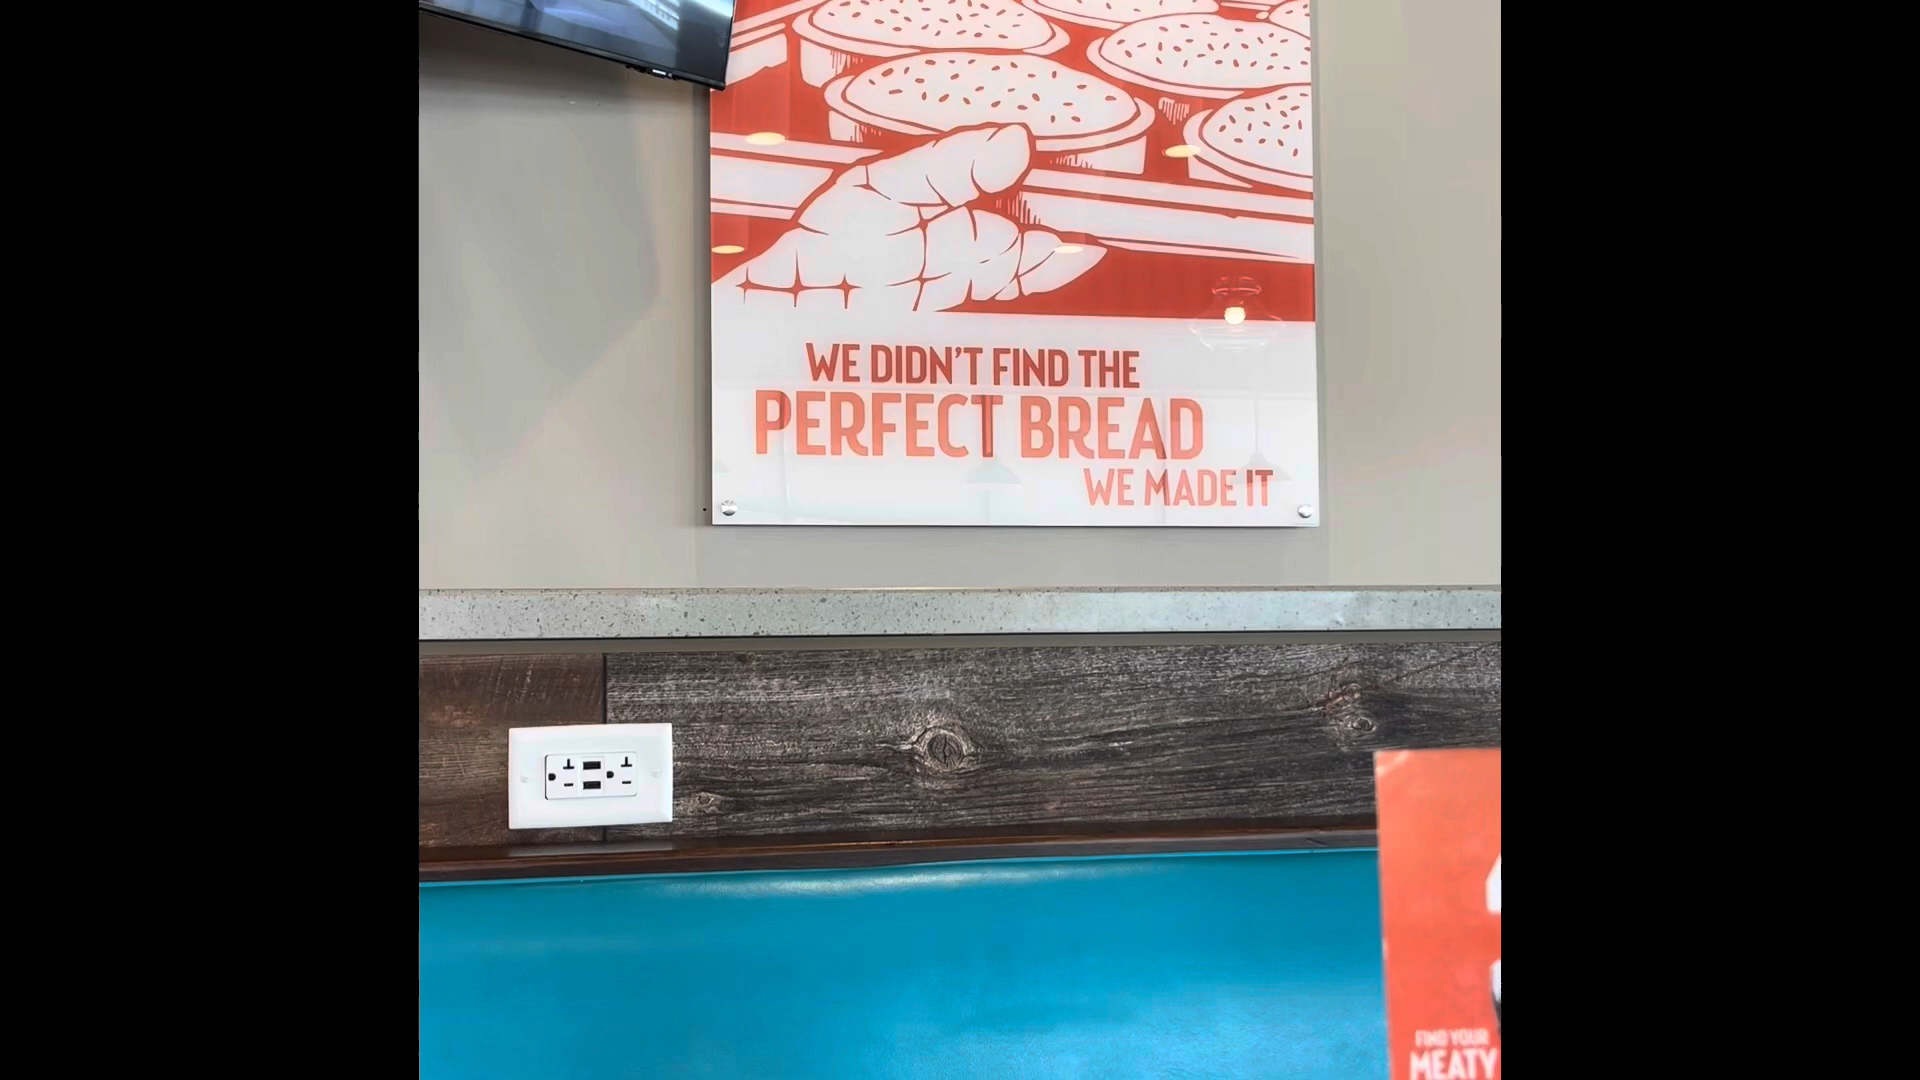 WE DIDN'T FIND THE
PERFECT BREAD
WE MADE IT
FIND YOUR
MEATY